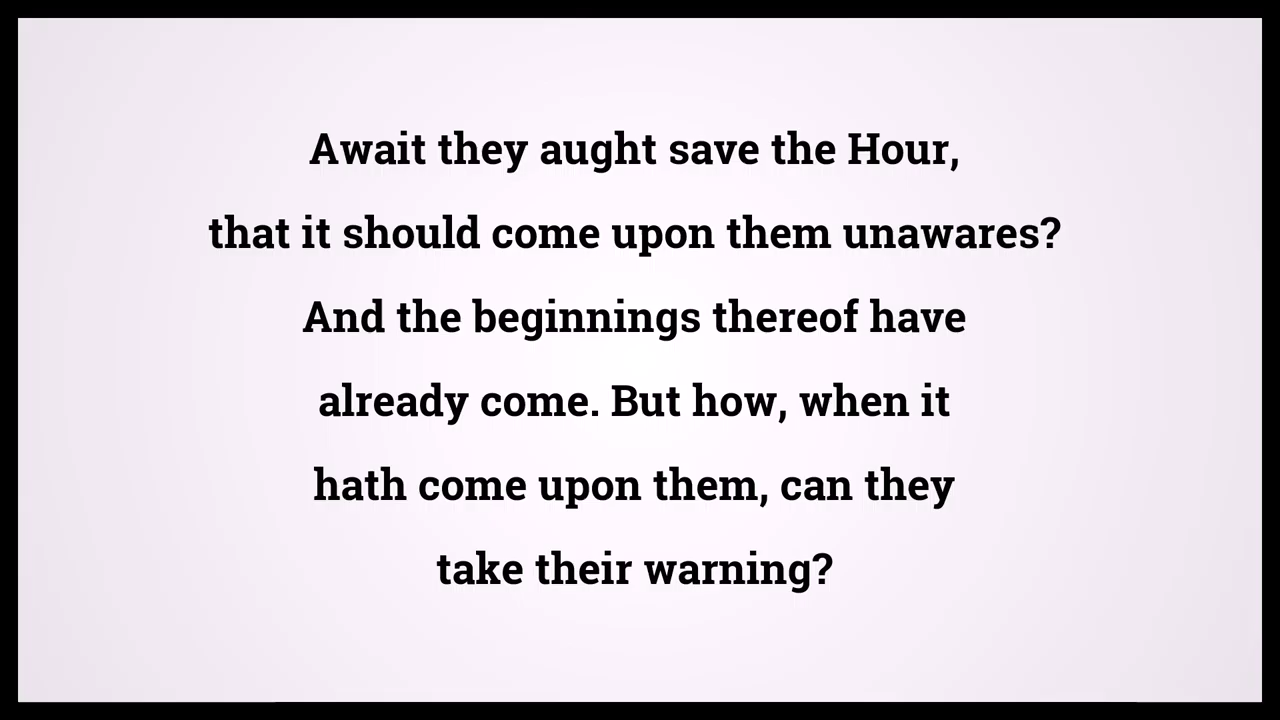 Await they aught save the Hour,
that it should come upon them unawares?
And the beginnings thereof have
already come. But how, when it
hath come upon them, can they
take their warning?